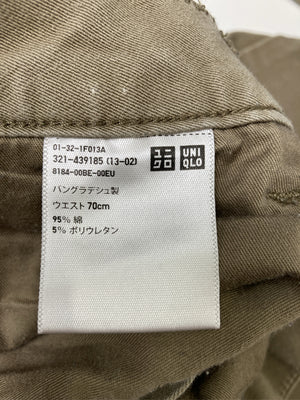 01-32-1F013A
321-439185 (13-02)
8184-00BE-00EU
ユニ
クロ
UNI
QLO
バングラデシュ製
ウエスト 70cm
95% 綿
5% ポリウレタン